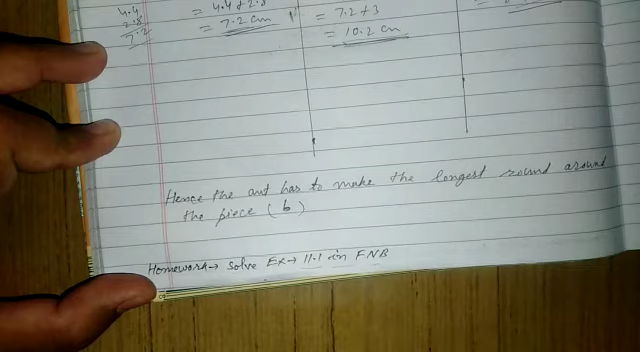 4.4
2.8
7.2
= 4.4 + 2.8
= 7.2 cm
= 7.2 + 3
= 10.2 cm
Hence the ant has to make the longest round around
the piece (b)
Homework → Solve Ex → 11.1 in FNB